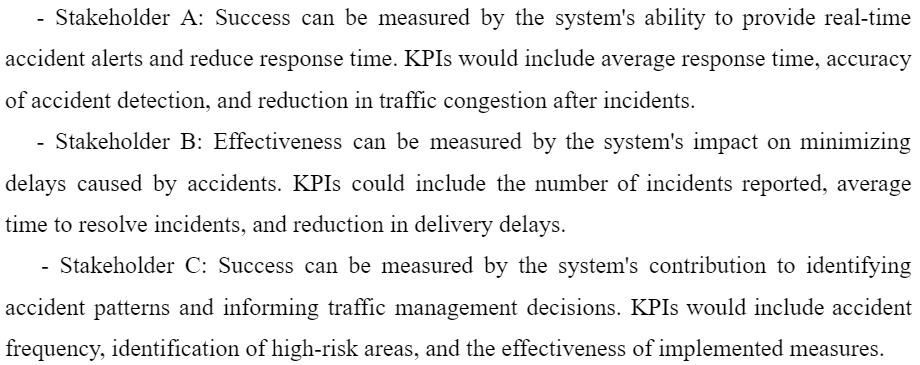 - Stakeholder A: Success can be measured by the system's ability to provide real-time
accident alerts and reduce response time. KPIs would include average response time, accuracy
of accident detection, and reduction in traffic congestion after incidents.
- Stakeholder B: Effectiveness can be measured by the system's impact on minimizing
delays caused by accidents. KPIs could include the number of incidents reported, average
time to resolve incidents, and reduction in delivery delays.
- Stakeholder C: Success can be measured by the system's contribution to identifying
accident patterns and informing traffic management decisions. KPIs would include accident
frequency, identification of high-risk areas, and the effectiveness of implemented measures.